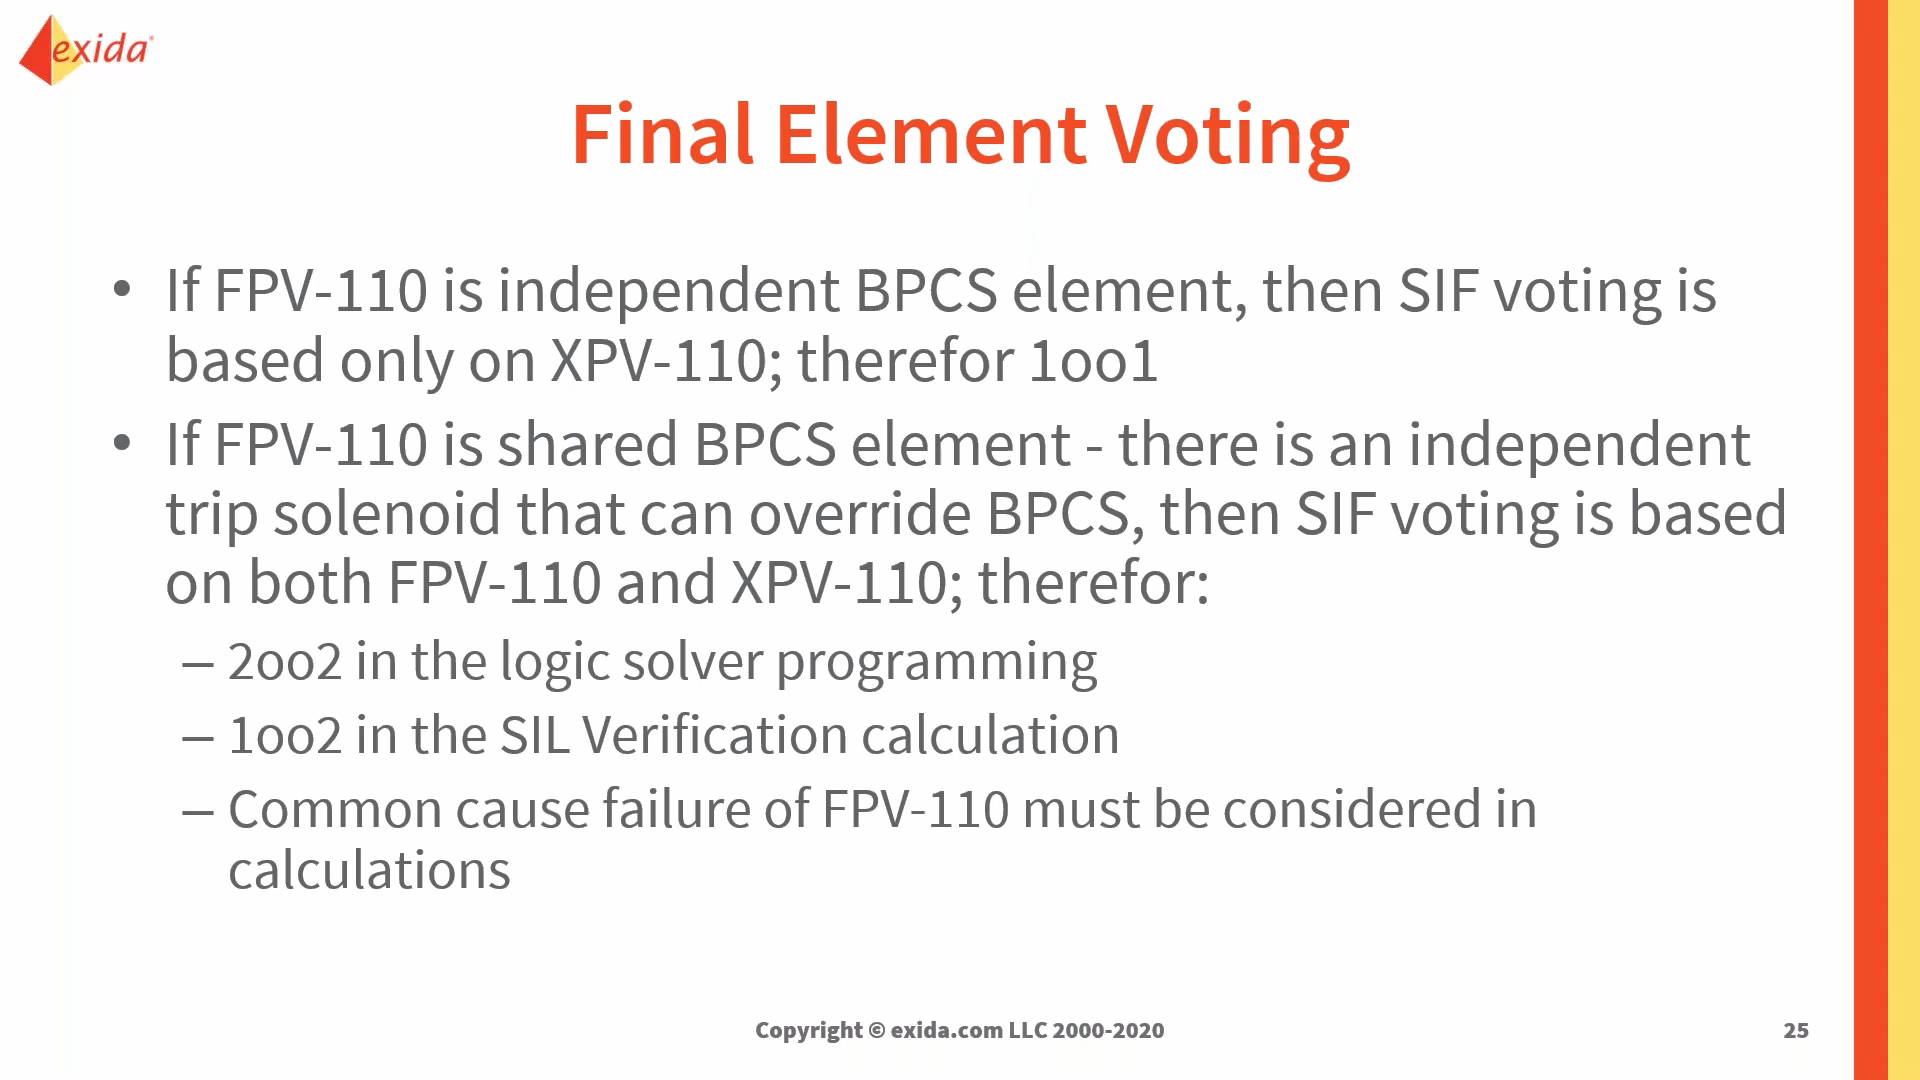 exida
Final Element Voting
• If FPV-110 is independent BPCS element, then SIF voting is
based only on XPV-110; therefor 1oo1
• If FPV-110 is shared BPCS element - there is an independent
trip solenoid that can override BPCS, then SIF voting is based
on both FPV-110 and XPV-110; therefor:
– 2oo2 in the logic solver programming
– 1oo2 in the SIL Verification calculation
– Common cause failure of FPV-110 must be considered in
calculations
Copyright © exida.com LLC 2000-2020
25